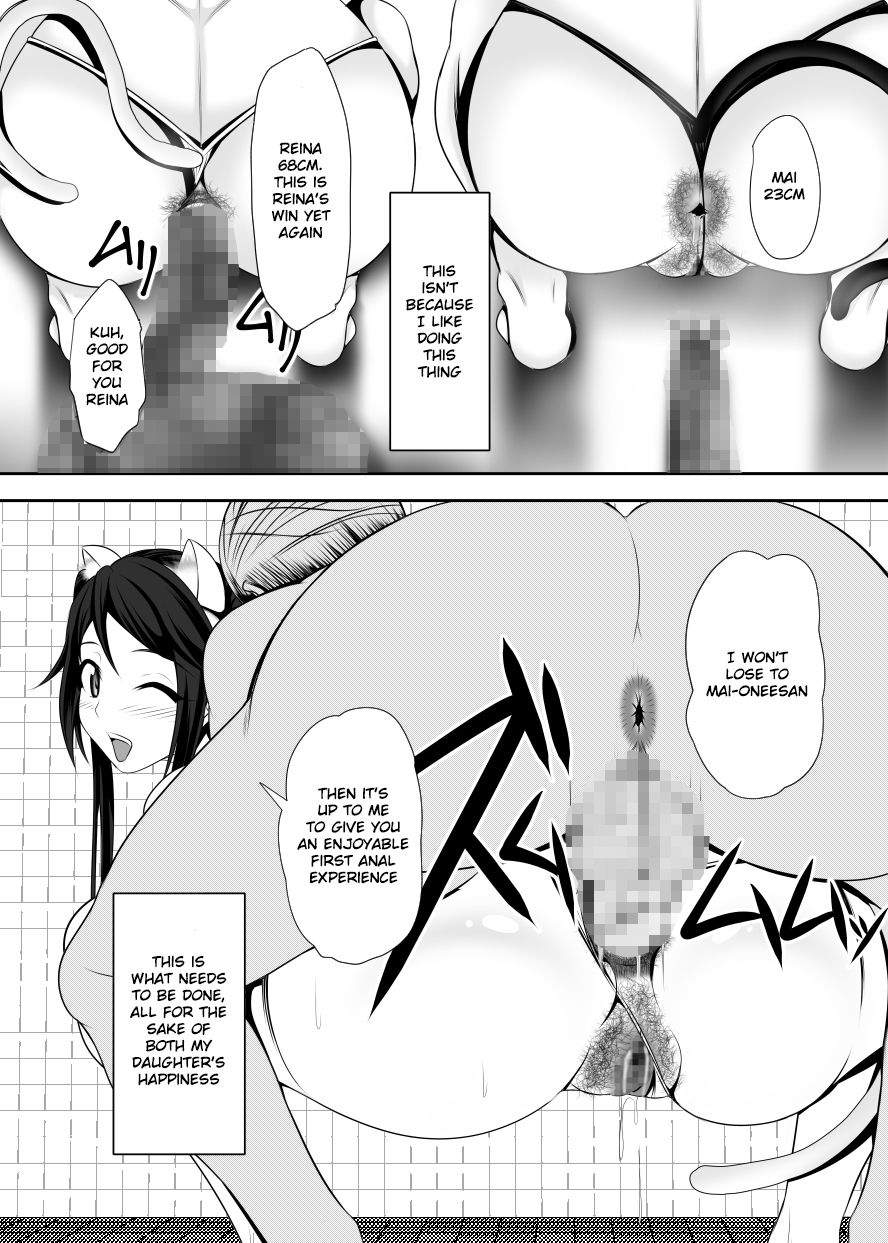 MAI
23CM
THIS
ISN'T
BECAUSE
I LIKE
DOING
THIS
THING
REINA
68CM.
THIS IS
REINA'S
WIN YET
AGAIN
KUH,
GOOD
FOR
YOU
REINA
I WON'T
LOSE TO
MAI-ONEESAN
THEN IT'S
UP TO ME
TO GIVE YOU
AN ENJOYABLE
FIRST ANAL
EXPERIENCE
THIS IS
WHAT NEEDS
TO BE DONE,
ALL FOR THE
SAKE OF
BOTH MY
DAUGHTER'S
HAPPINESS